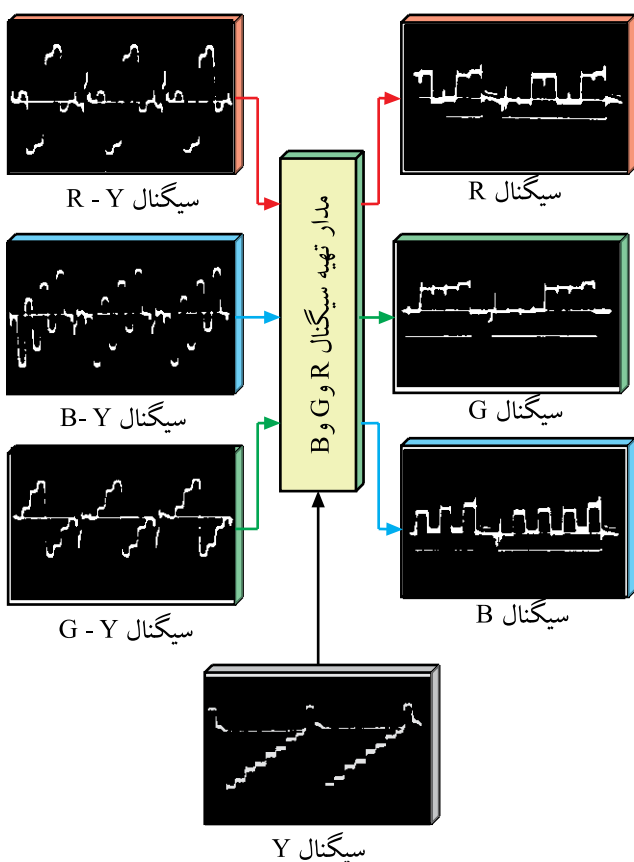 سیگنال R - Y
سیگنال R
مدار تهیه سیگنال R و G و B
سیگنال B- Y
سیگنال G
سیگنال G - Y
سیگنال B
سیگنال Y